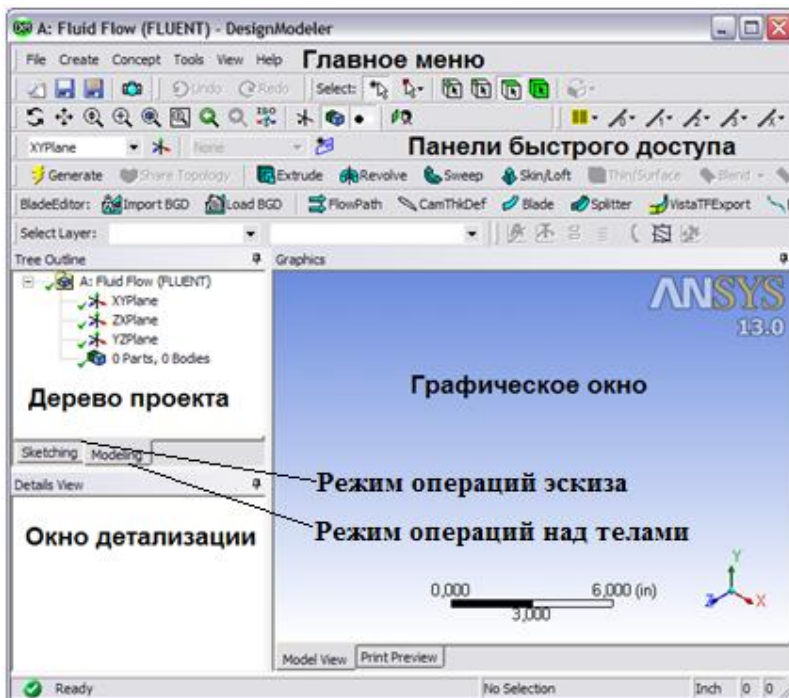 A: Fluid Flow (FLUENT) - DesignModeler
File Create Concept Tools View Help Главное меню
Undo Redo Select:
XYPlane None Панели быстрого доступа
Generate Share Topology Extrude Revolve Sweep Skin/Loft Thin/Surface Blend
BladeEditor: Import BGD Load BGD FlowPath CamThkDef Blade Splitter VistaTFExport
Select Layer:
Tree Outline Graphics
A: Fluid Flow (FLUENT)
XYPlane
ZXPlane
YZPlane
0 Parts, 0 Bodies
ANSYS
13.0
Дерево проекта
Графическое окно
Sketching Modeling
Details View
Режим операций эскиза
Окно детализации
Режим операций над телами
0,000 6,000 (in)
3,000
Y
Z X
Model View Print Preview
Ready No Selection Inch 0 0